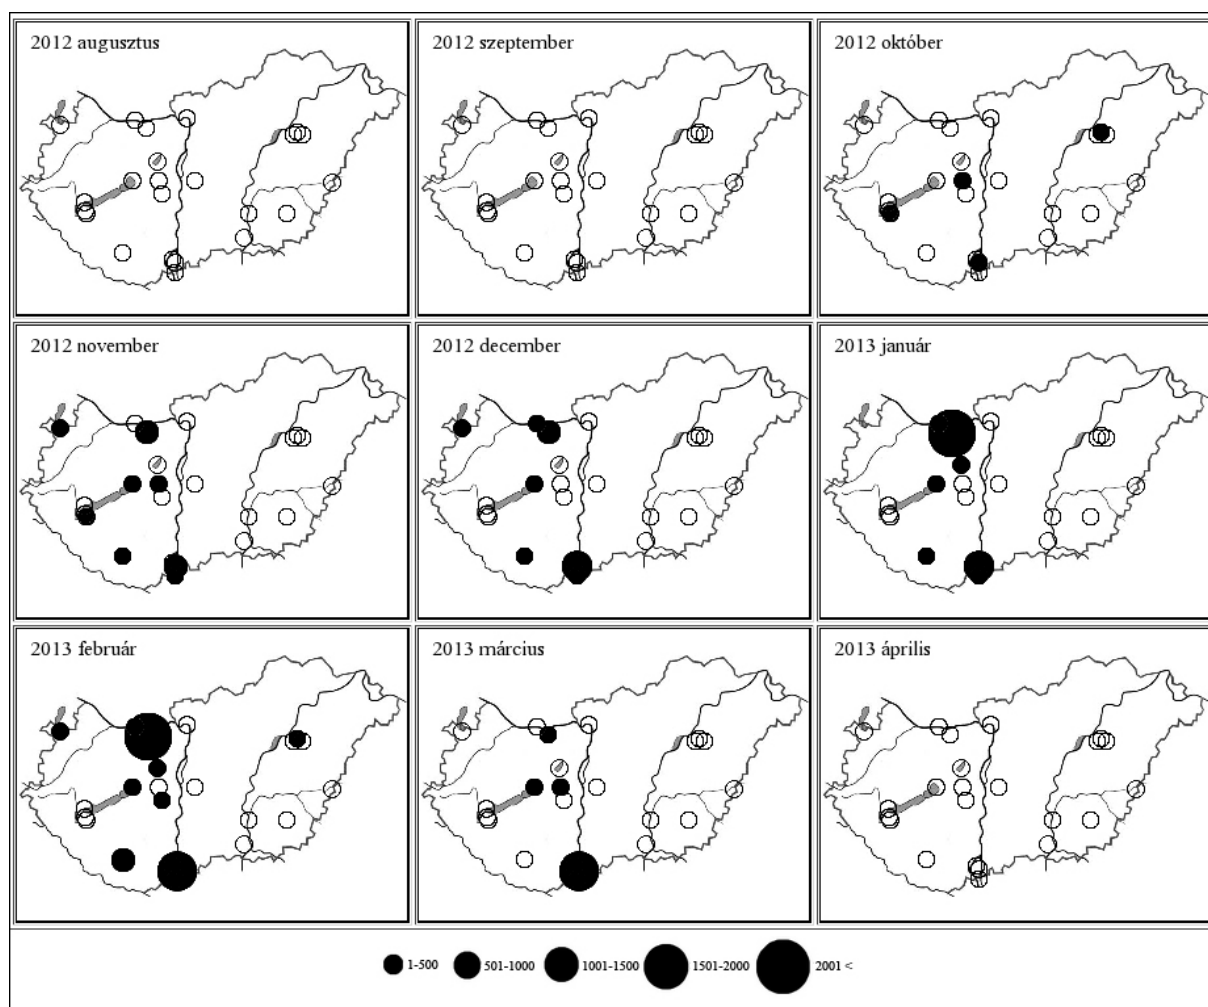 2012 augusztus
2012 szeptember
2012 október
2012 november
2012 december
2013 január
2013 február
2013 március
2013 április
1-500
501-1000
1001-1500
1501-2000
2001 <